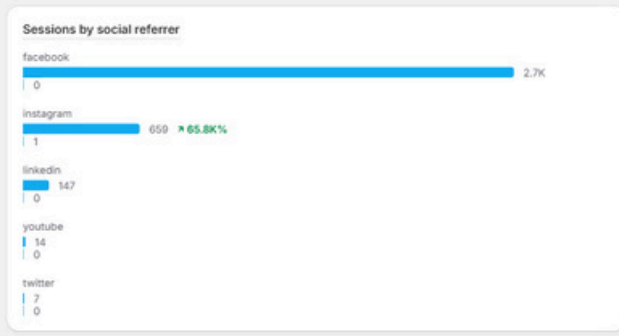 Sessions by social referrer
facebook
2.7K
0
instagram
659 ↗ 65.8K%
1
linkedin
147
0
youtube
14
0
twitter
7
0